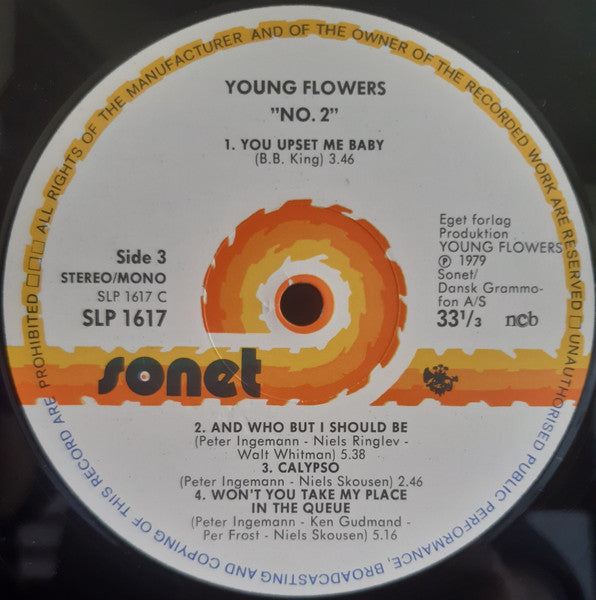 ALL RIGHTS OF THE MANUFACTURER AND OF THE OWNER OF THE RECORDED WORK ARE RESERVED □ UNAUTHORISED PUBLIC PERFORMANCE, BROADCASTING AND COPYING OF THIS RECORD ARE PROHIBITED □□□
YOUNG FLOWERS
"NO. 2"
1. YOU UPSET ME BABY
(B.B. King) 3.46
Side 3
STEREO/MONO
SLP 1617 C
SLP 1617
Eget forlag
Produktion
YOUNG FLOWERS
℗ 1979
Sonet/
Dansk Grammo-
fon A/S
33 1/3 ncb
sonet
2. AND WHO BUT I SHOULD BE
(Peter Ingemann - Niels Ringlev -
Walt Whitman) 5.38
3. CALYPSO
(Peter Ingemann - Niels Skousen) 2.46
4. WON'T YOU TAKE MY PLACE
IN THE QUEUE
(Peter Ingemann - Ken Gudmand -
Per Frost - Niels Skousen) 5.16